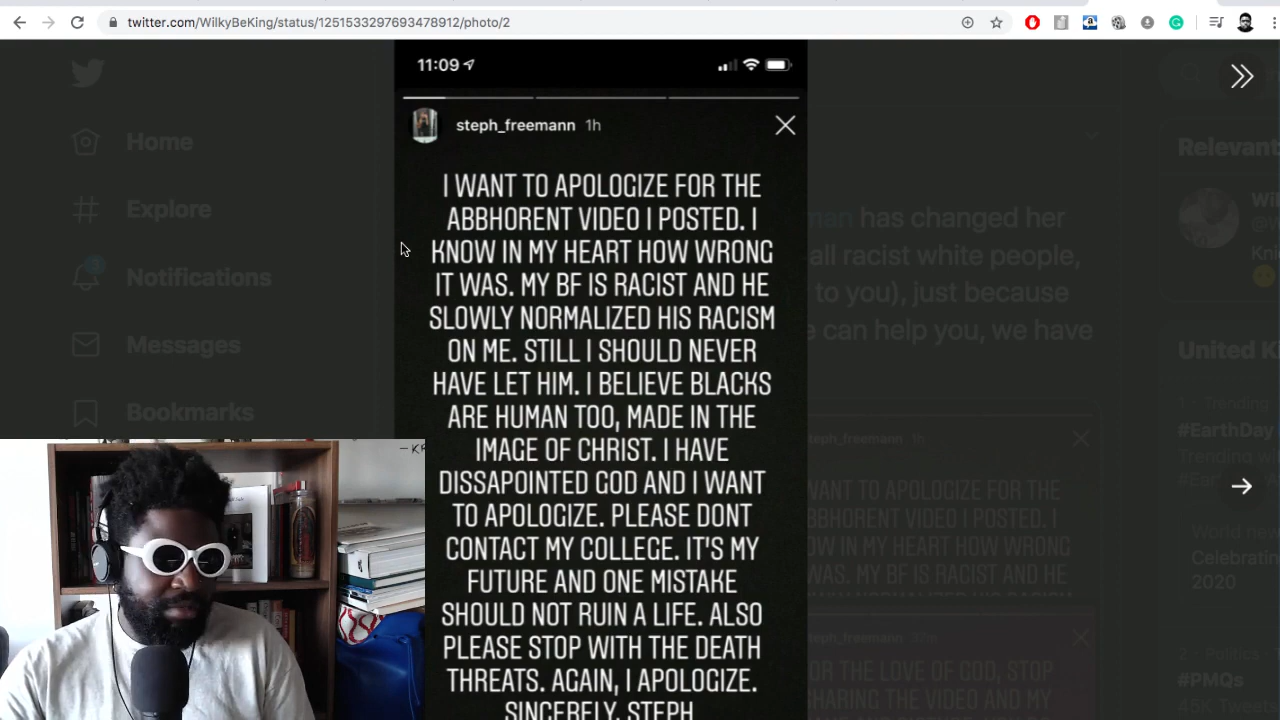 twitter.com/WilkyBeKing/status/1251533297693478912/photo/2
11:09
steph_freemann 1h
I WANT TO APOLOGIZE FOR THE
ABBHORENT VIDEO I POSTED. I
KNOW IN MY HEART HOW WRONG
IT WAS. MY BF IS RACIST AND HE
SLOWLY NORMALIZED HIS RACISM
ON ME. STILL I SHOULD NEVER
HAVE LET HIM. I BELIEVE BLACKS
ARE HUMAN TOO, MADE IN THE
IMAGE OF CHRIST. I HAVE
DISSAPOINTED GOD AND I WANT
TO APOLOGIZE. PLEASE DONT
CONTACT MY COLLEGE. IT'S MY
FUTURE AND ONE MISTAKE
SHOULD NOT RUIN A LIFE. ALSO
PLEASE STOP WITH THE DEATH
THREATS. AGAIN, I APOLOGIZE.
SINCERELY, STEPH
Home
Explore
Notifications
Messages
Bookmarks
man has changed her
all racist white people,
to you), just because
e can help you, we have
steph_freemann 1h
WANT TO APOLOGIZE FOR THE
BBHORENT VIDEO I POSTED. I
OW IN MY HEART HOW WRONG
WAS. MY BF IS RACIST AND HE
steph_freemann
OR THE LOVE OF GOD, STOP
HARING THE VIDEO AND MY
Relevant
Wil
Kni
United K
1 · Trending
#EarthDay
Trending wi
World new
Celebratin
2020
2 · Politics
#PMQs
45K Tweets